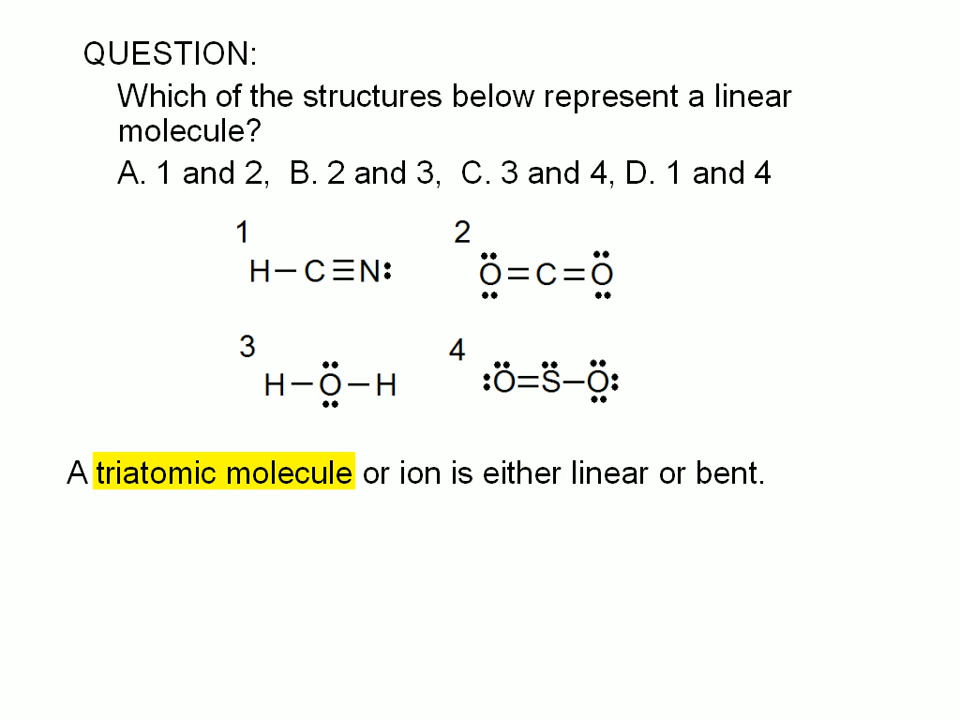 QUESTION:
Which of the structures below represent a linear
molecule?
A. 1 and 2, B. 2 and 3, C. 3 and 4, D. 1 and 4
1 2
H–C≡N: O=C=O
3 4
H–O–H :O=S–O:
A triatomic molecule or ion is either linear or bent.